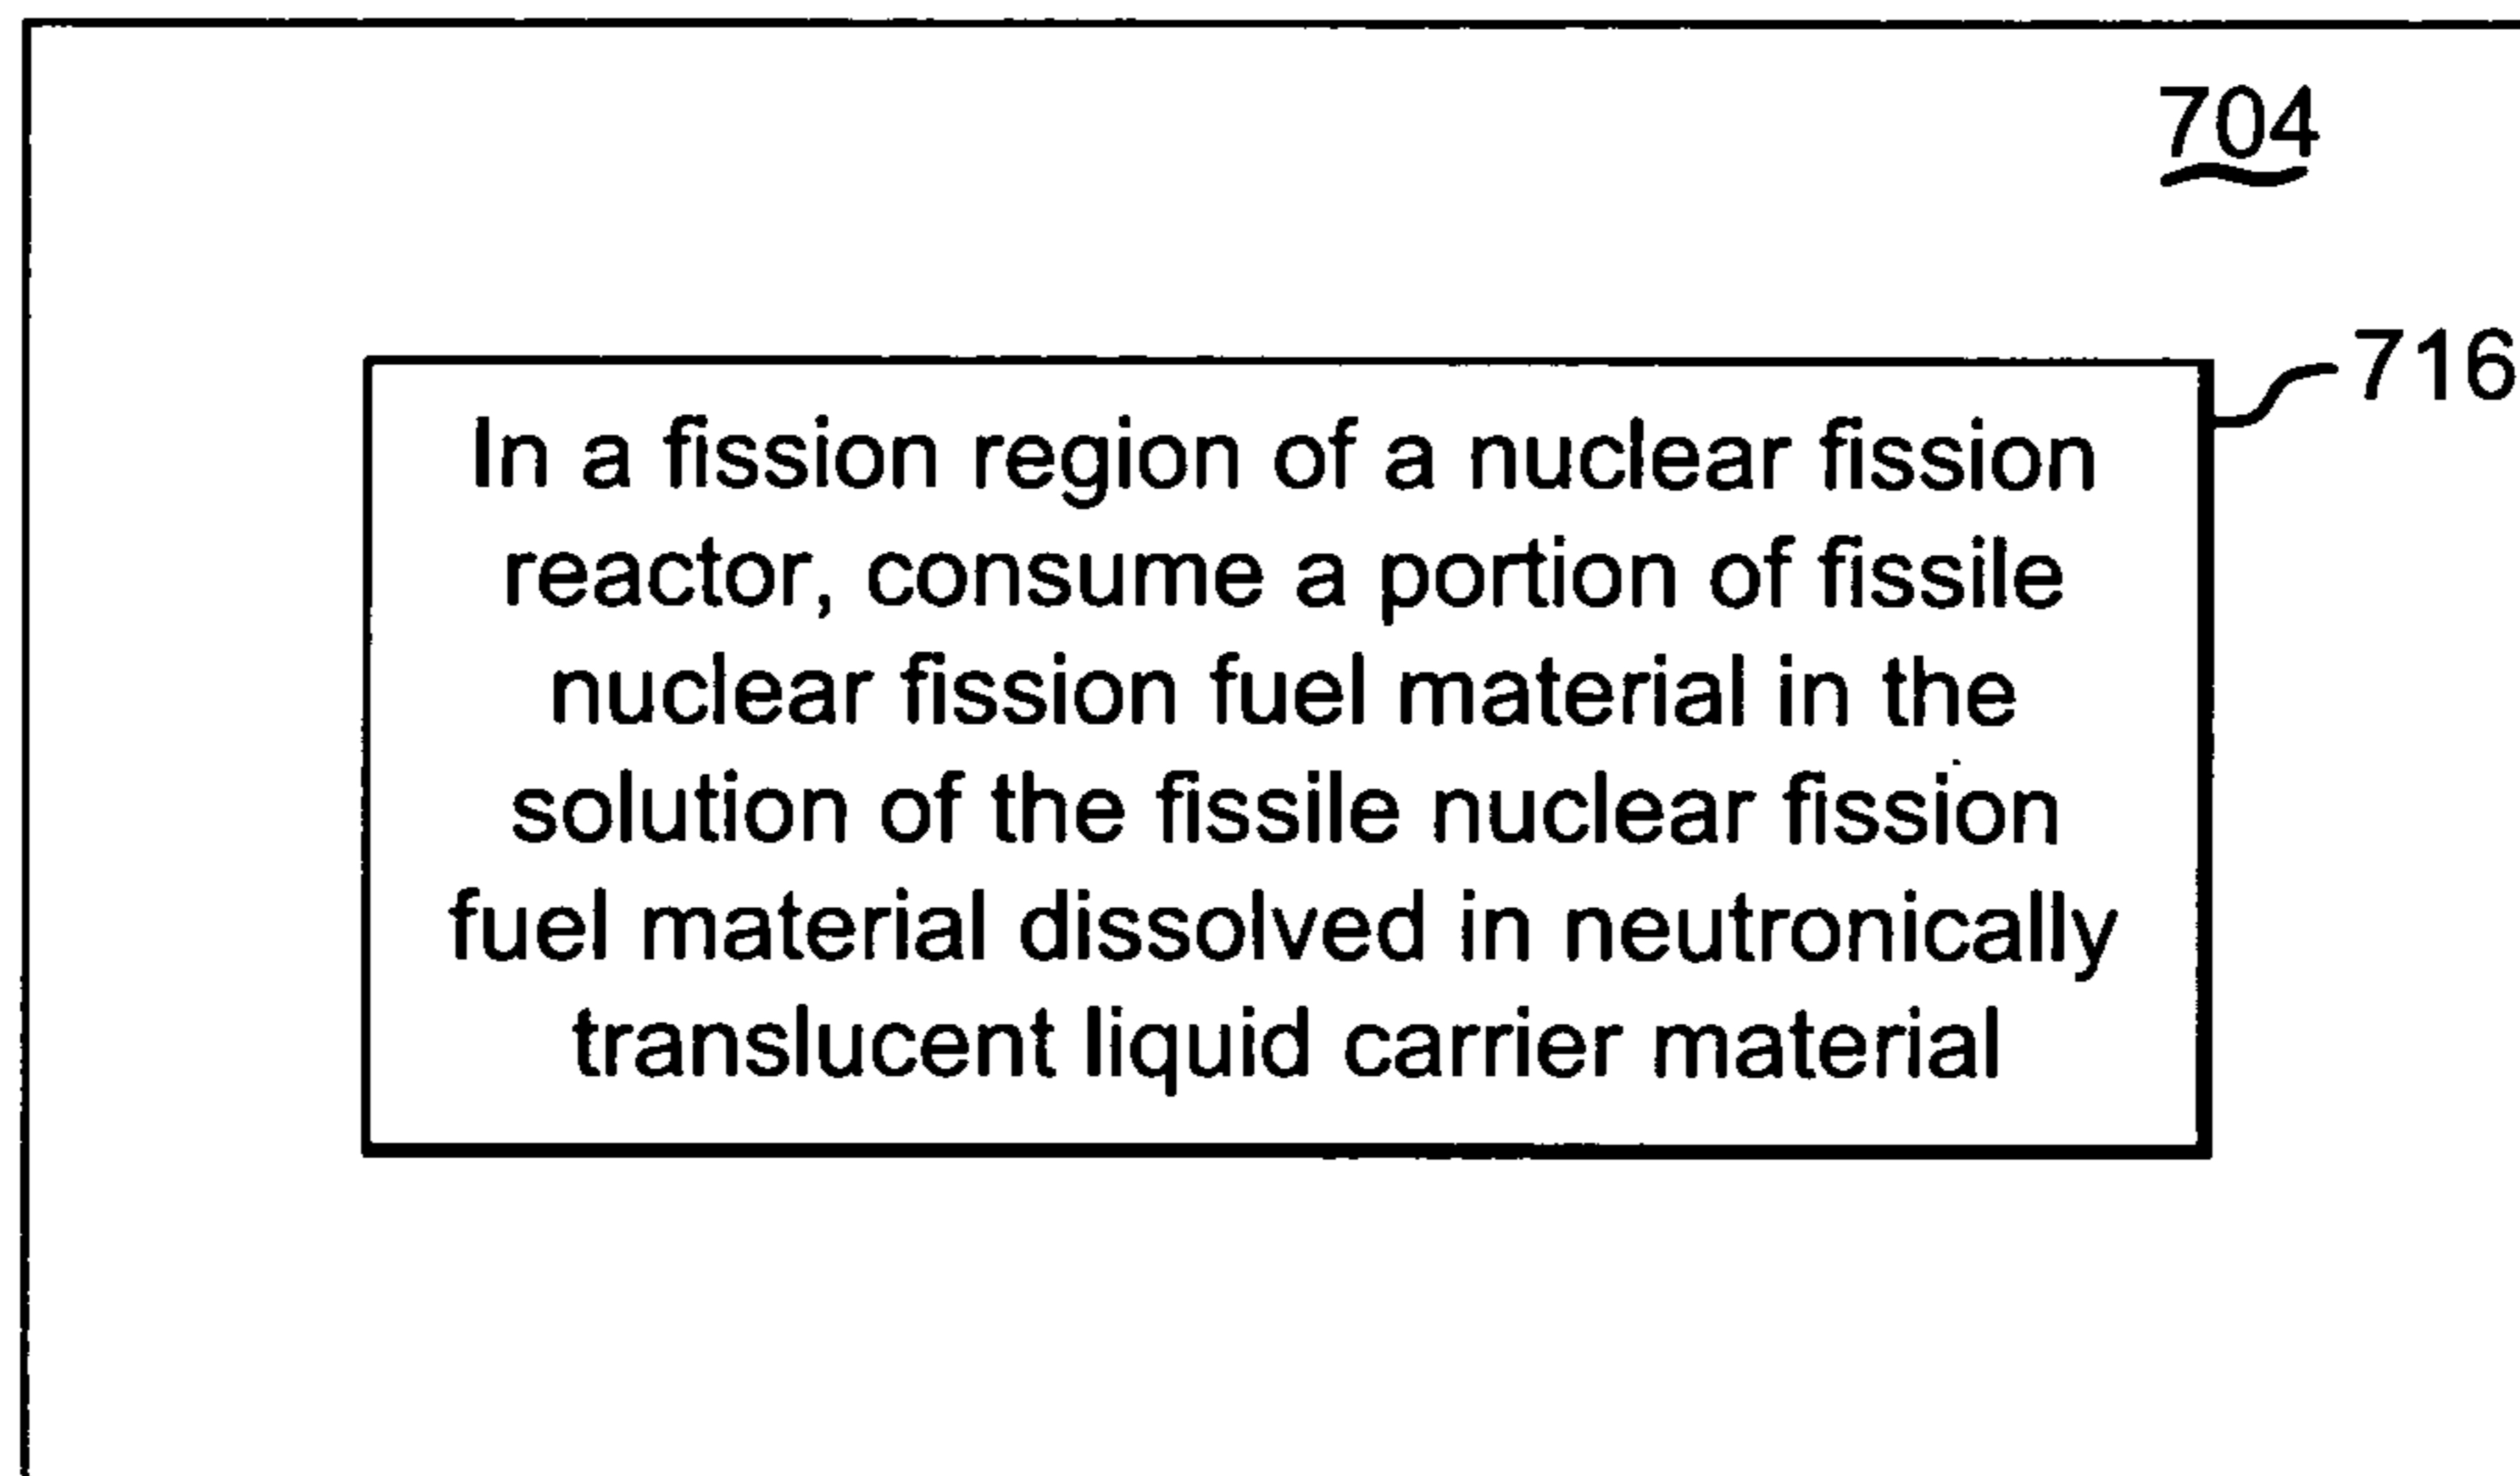 704
716
In a fission region of a nuclear fission
reactor, consume a portion of fissile
nuclear fission fuel material in the
solution of the fissile nuclear fission
fuel material dissolved in neutronically
translucent liquid carrier material